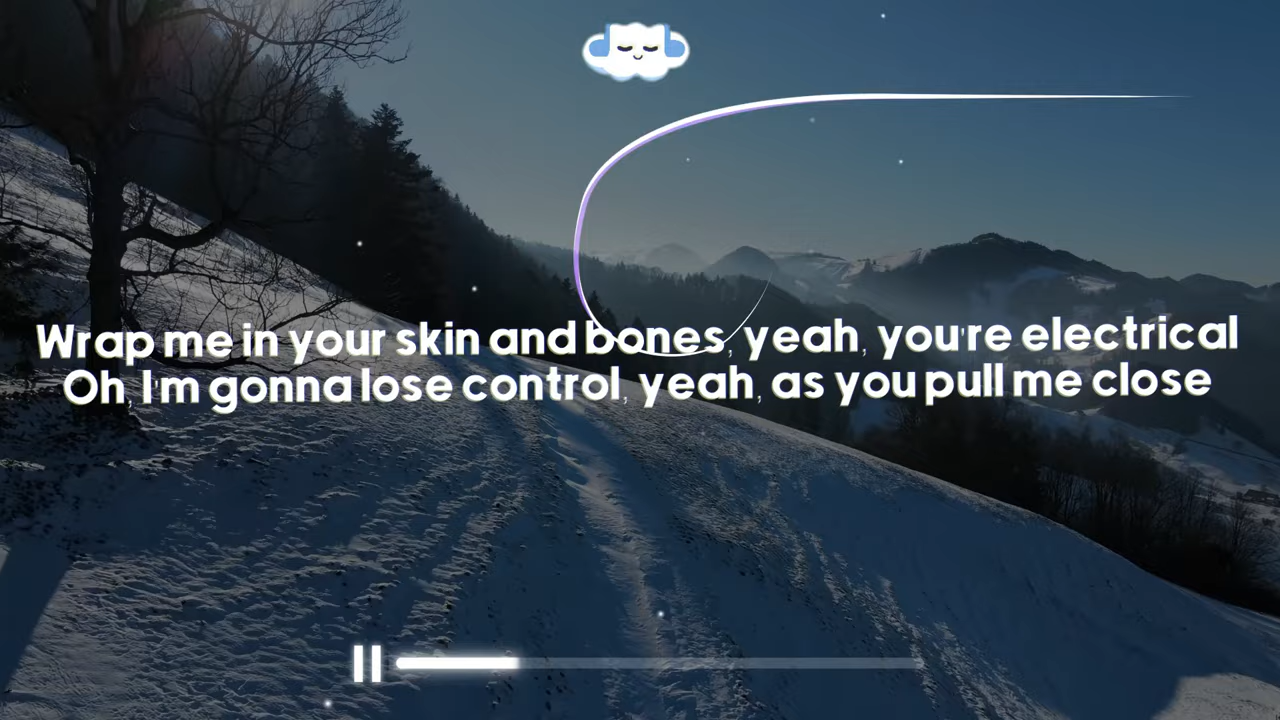 Wrap me in your skin and bones, yeah, you're electrical
Oh, I'm gonna lose control, yeah, as you pull me close